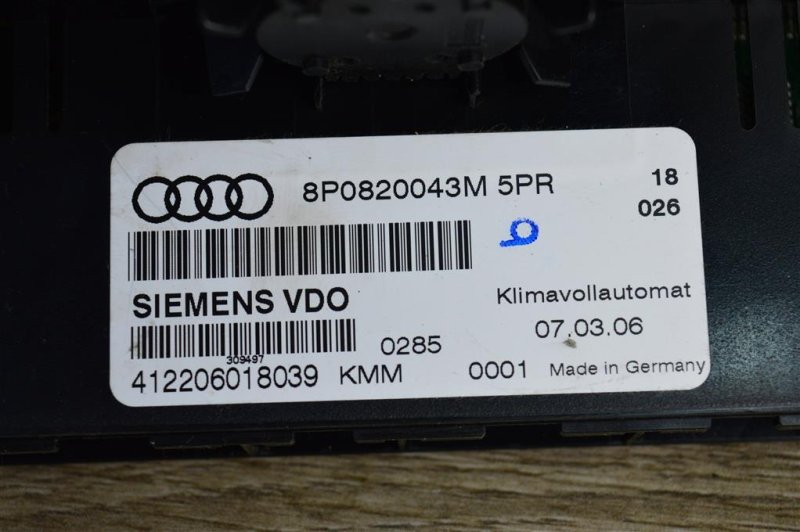 8P0820043M 5PR 18
026
SIEMENS VDO
Klimavollautomat
07.03.06
309497
0285
412206018039 KMM 0001 Made in Germany